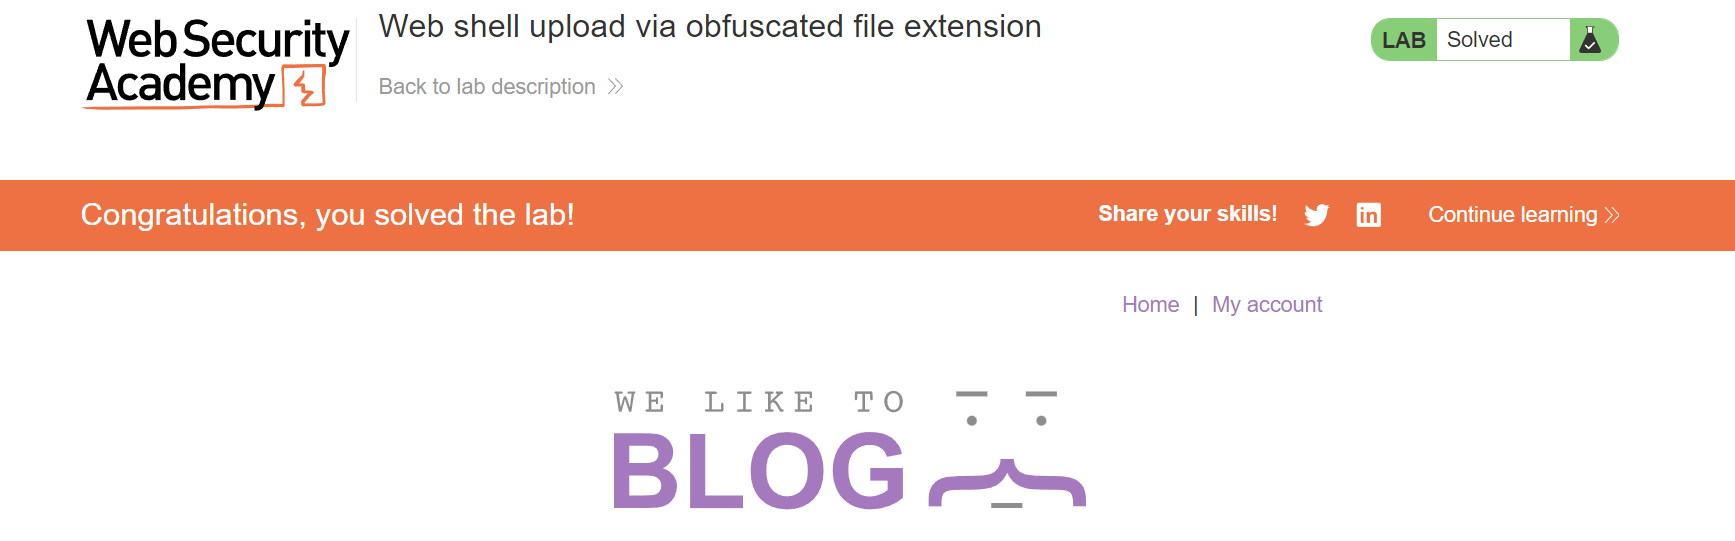 Web Security
Academy
Web shell upload via obfuscated file extension
Back to lab description
LAB Solved
Congratulations, you solved the lab!
Share your skills!
Continue learning
Home | My account
WE LIKE TO
BLOG